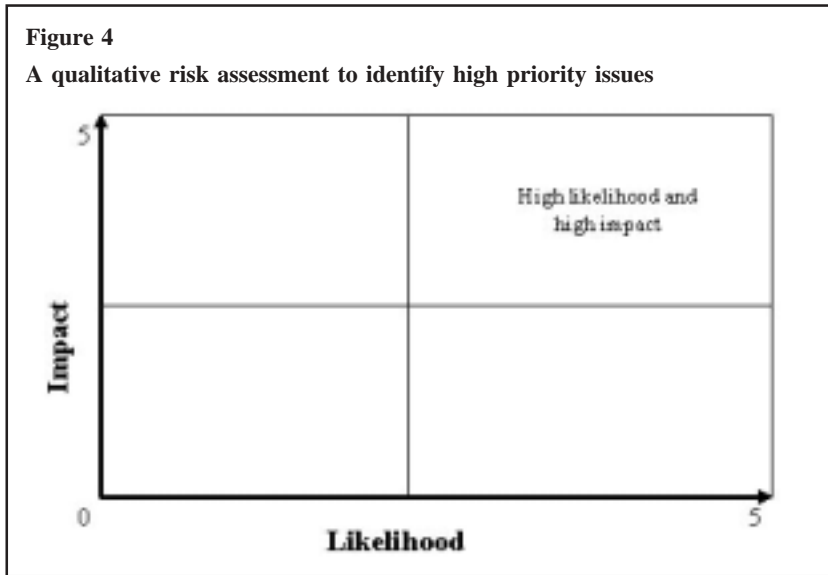 Figure 4
A qualitative risk assessment to identify high priority issues
5
High likelihood and
high impact
Impact
0
5
Likelihood